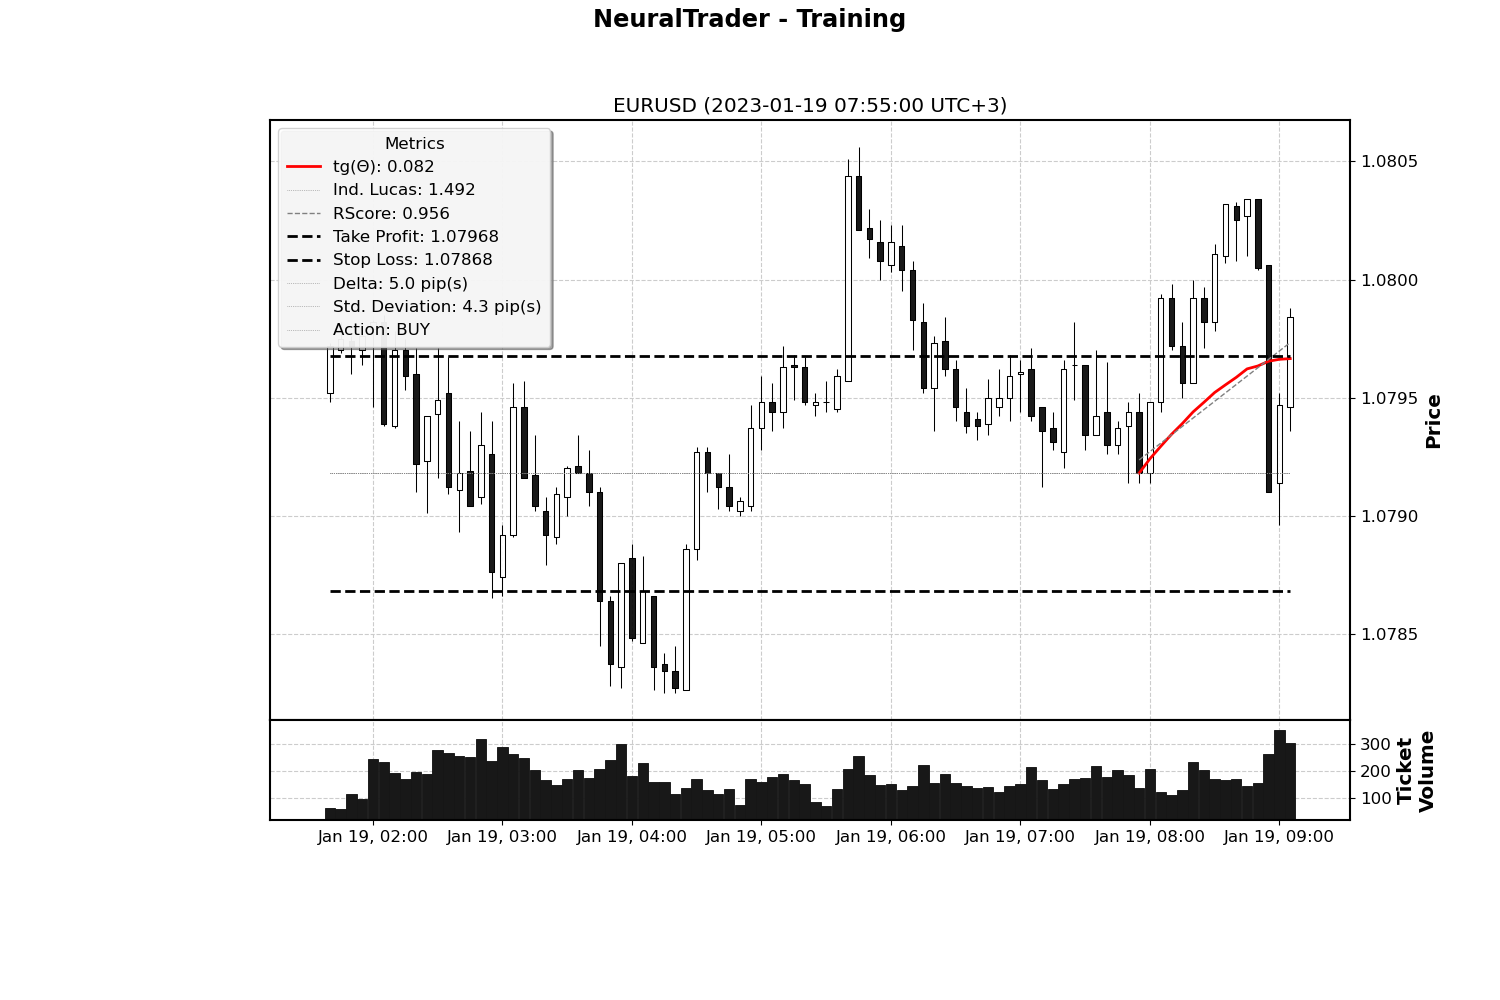 NeuralTrader - Training
EURUSD (2023-01-19 07:55:00 UTC+3)
Metrics
tg(Θ): 0.082
Ind. Lucas: 1.492
RScore: 0.956
Take Profit: 1.07968
Stop Loss: 1.07868
Delta: 5.0 pip(s)
Std. Deviation: 4.3 pip(s)
Action: BUY
1.0805
1.0800
1.0795
1.0790
1.0785
Price
300
200
100
Ticket
Volume
Jan 19, 02:00
Jan 19, 03:00
Jan 19, 04:00
Jan 19, 05:00
Jan 19, 06:00
Jan 19, 07:00
Jan 19, 08:00
Jan 19, 09:00